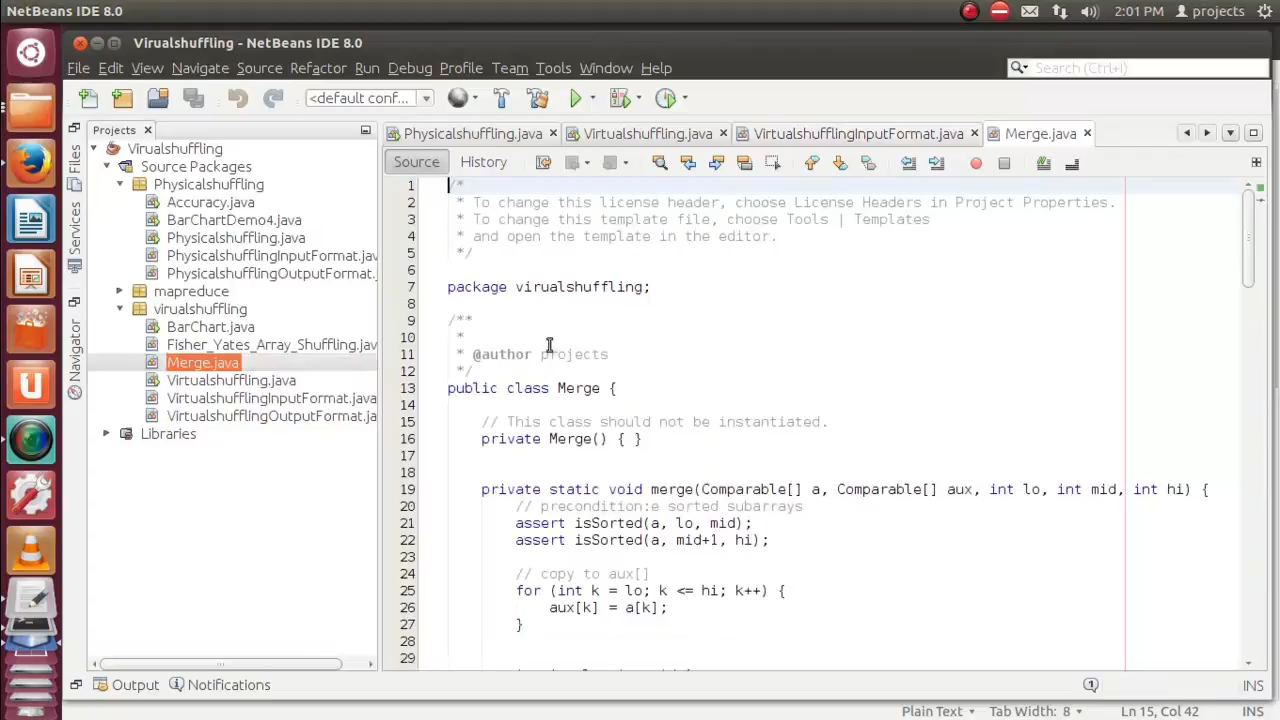 NetBeans IDE 8.0
2:01 PM
projects
Virualshuffling - NetBeans IDE 8.0
File Edit View Navigate Source Refactor Run Debug Profile Team Tools Window Help
Search (Ctrl+I)
<default conf...
Projects
Physicalshuffling.java
Virtualshuffling.java
VirtualshufflingInputFormat.java
Merge.java
Source
History
Files
Services
Navigator
Virualshuffling
Source Packages
Physicalshuffling
Accuracy.java
BarChartDemo4.java
Physicalshuffling.java
PhysicalshufflingInputFormat.jav
PhysicalshufflingOutputFormat.
mapreduce
virualshuffling
BarChart.java
Fisher_Yates_Array_Shuffling.jav
Merge.java
Virtualshuffling.java
VirtualshufflingInputFormat.java
VirtualshufflingOutputFormat.ja
Libraries
1 /*
2 * To change this license header, choose License Headers in Project Properties.
3 * To change this template file, choose Tools | Templates
4 * and open the template in the editor.
5 */
6
7 package virualshuffling;
8
9 /**
10 *
11 * @author projects
12 */
13 public class Merge {
14
15 // This class should not be instantiated.
16 private Merge() { }
17
18
19 private static void merge(Comparable[] a, Comparable[] aux, int lo, int mid, int hi) {
20 // precondition:e sorted subarrays
21 assert isSorted(a, lo, mid);
22 assert isSorted(a, mid+1, hi);
23
24 // copy to aux[]
25 for (int k = lo; k <= hi; k++) {
26 aux[k] = a[k];
27 }
28
29
Output
Notifications
1
INS
Plain Text
Tab Width: 8
Ln 15, Col 42
INS